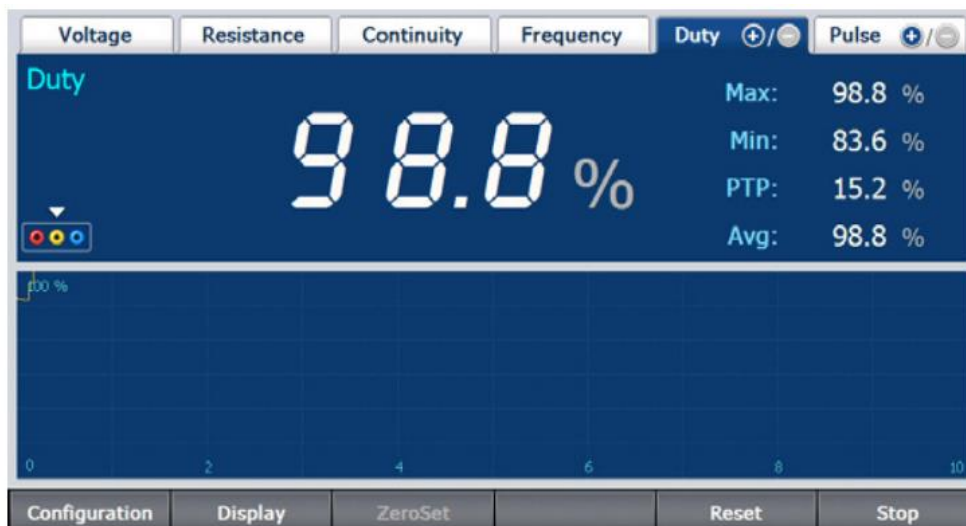 Voltage Resistance Continuity Frequency Duty +/- Pulse +/-
Duty
98.8 %
Max: 98.8 %
Min: 83.6 %
PTP: 15.2 %
Avg: 98.8 %
100 %
0 2 4 6 8 10
Configuration Display ZeroSet Reset Stop